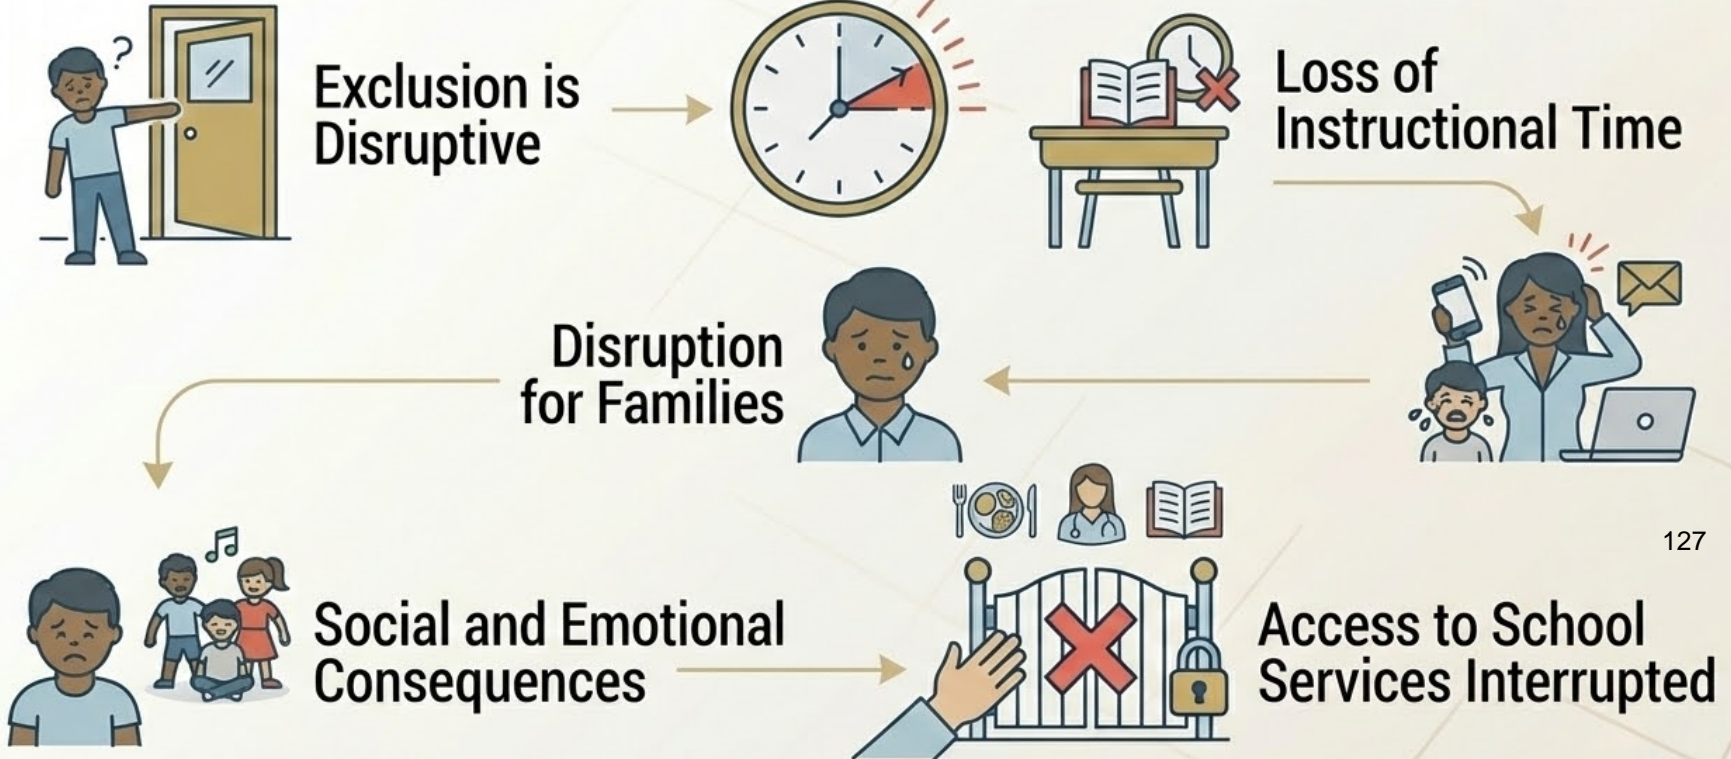 Exclusion is
Disruptive
Loss of
Instructional Time
Disruption
for Families
Social and Emotional
Consequences
Access to School
Services Interrupted
127
?